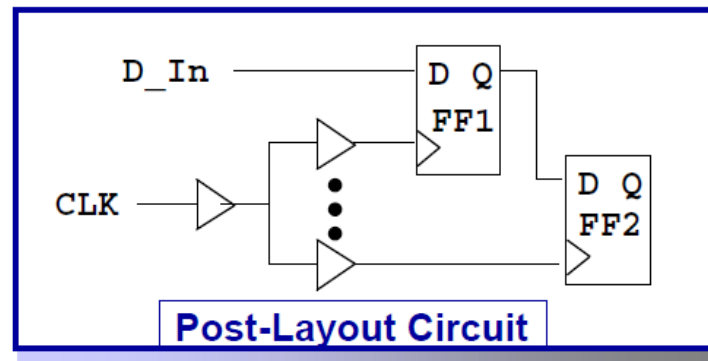 D_In
D Q
FF1
CLK
D Q
FF2
Post-Layout Circuit